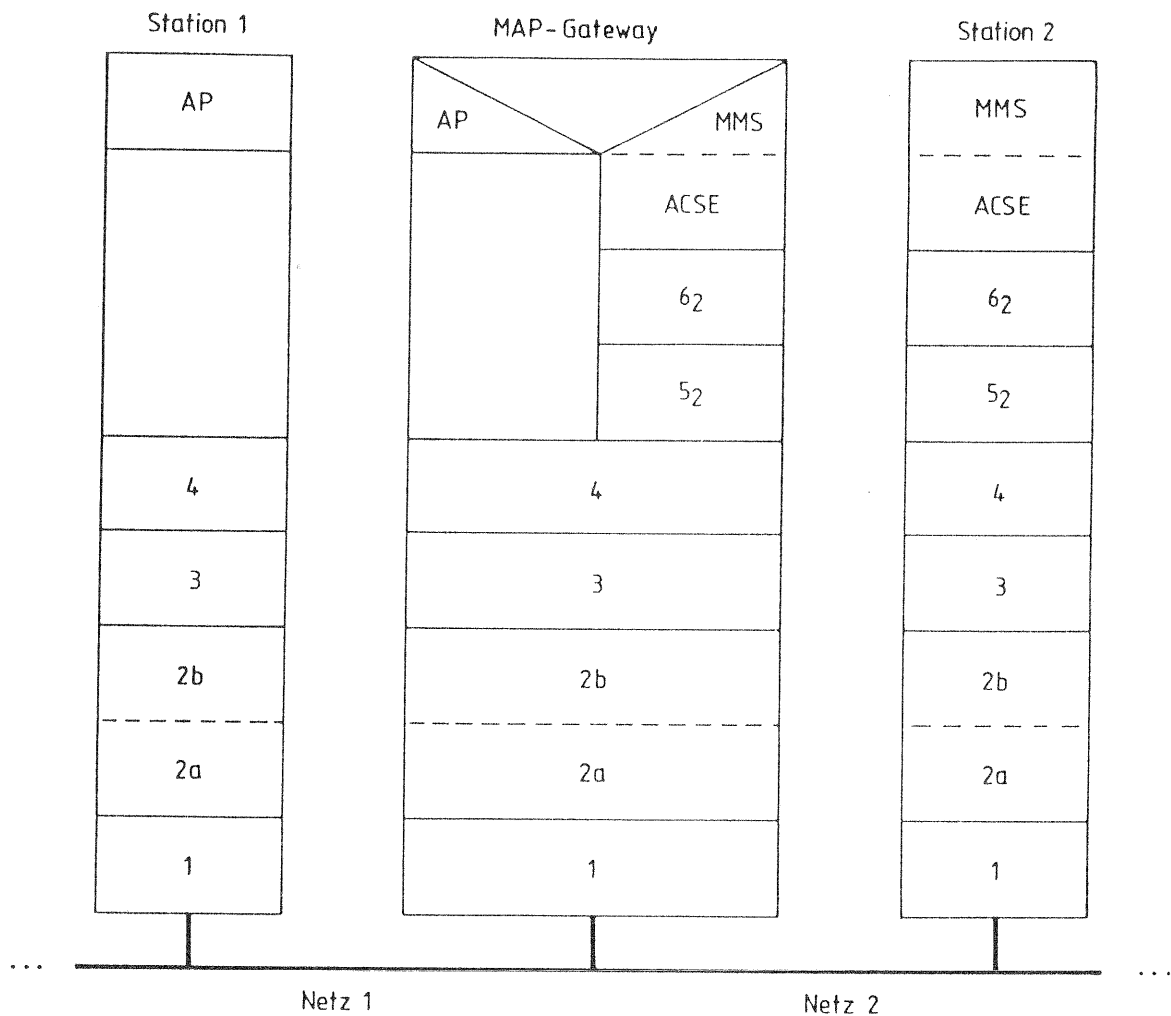 Station 1
MAP-Gateway
Station 2
AP
AP
MMS
MMS
ACSE
ACSE
6₂
6₂
5₂
5₂
4
4
4
3
3
3
2b
2b
2b
2a
2a
2a
1
1
1
...
...
Netz 1
Netz 2